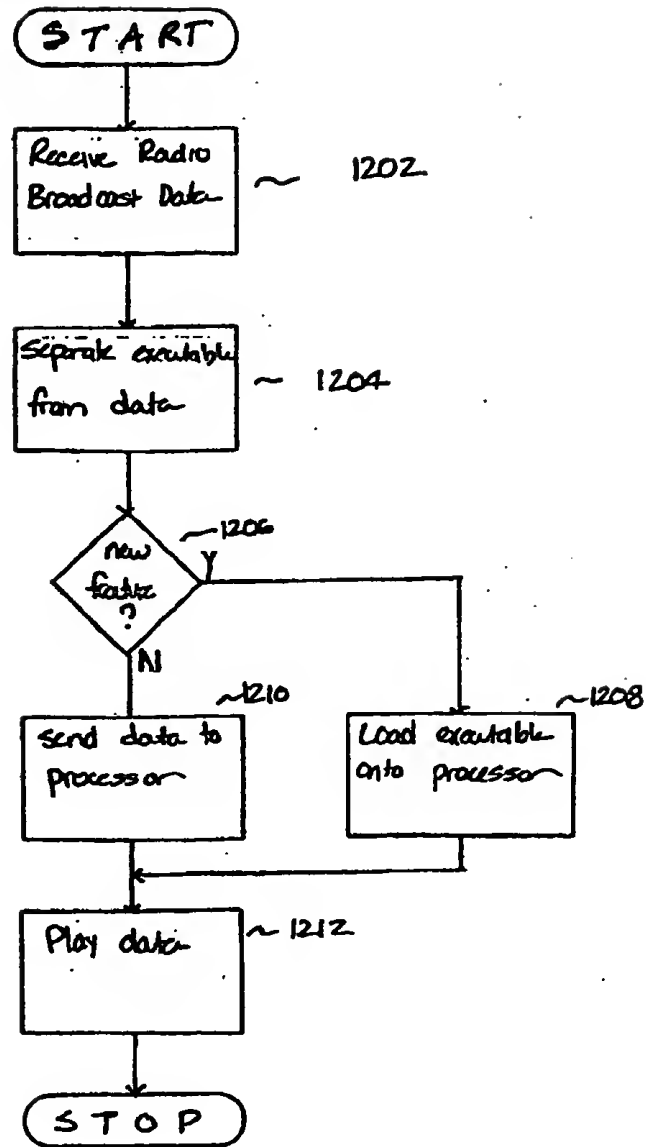 START
Receive Radio
Broadcast Data
~ 1202
Separate executable
from data
~ 1204
new
feature
?
~1206
Y
N
~1210
send data to
processor
~1208
Load executable
onto processor
Play data
~ 1212
STOP